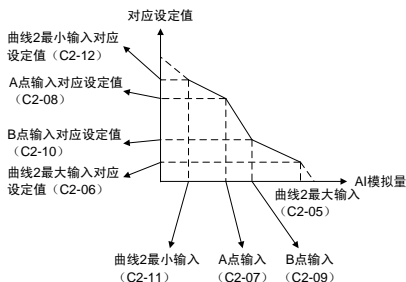 对应设定值
曲线2最小输入对应
设定值（C2-12）
A点输入对应设定值
（C2-08）
B点输入对应设定值
（C2-10）
曲线2最大输入对应
设定值（C2-06）
AI模拟量
曲线2最大输入
（C2-05）
曲线2最小输入
（C2-11）
A点输入
（C2-07）
B点输入
（C2-09）